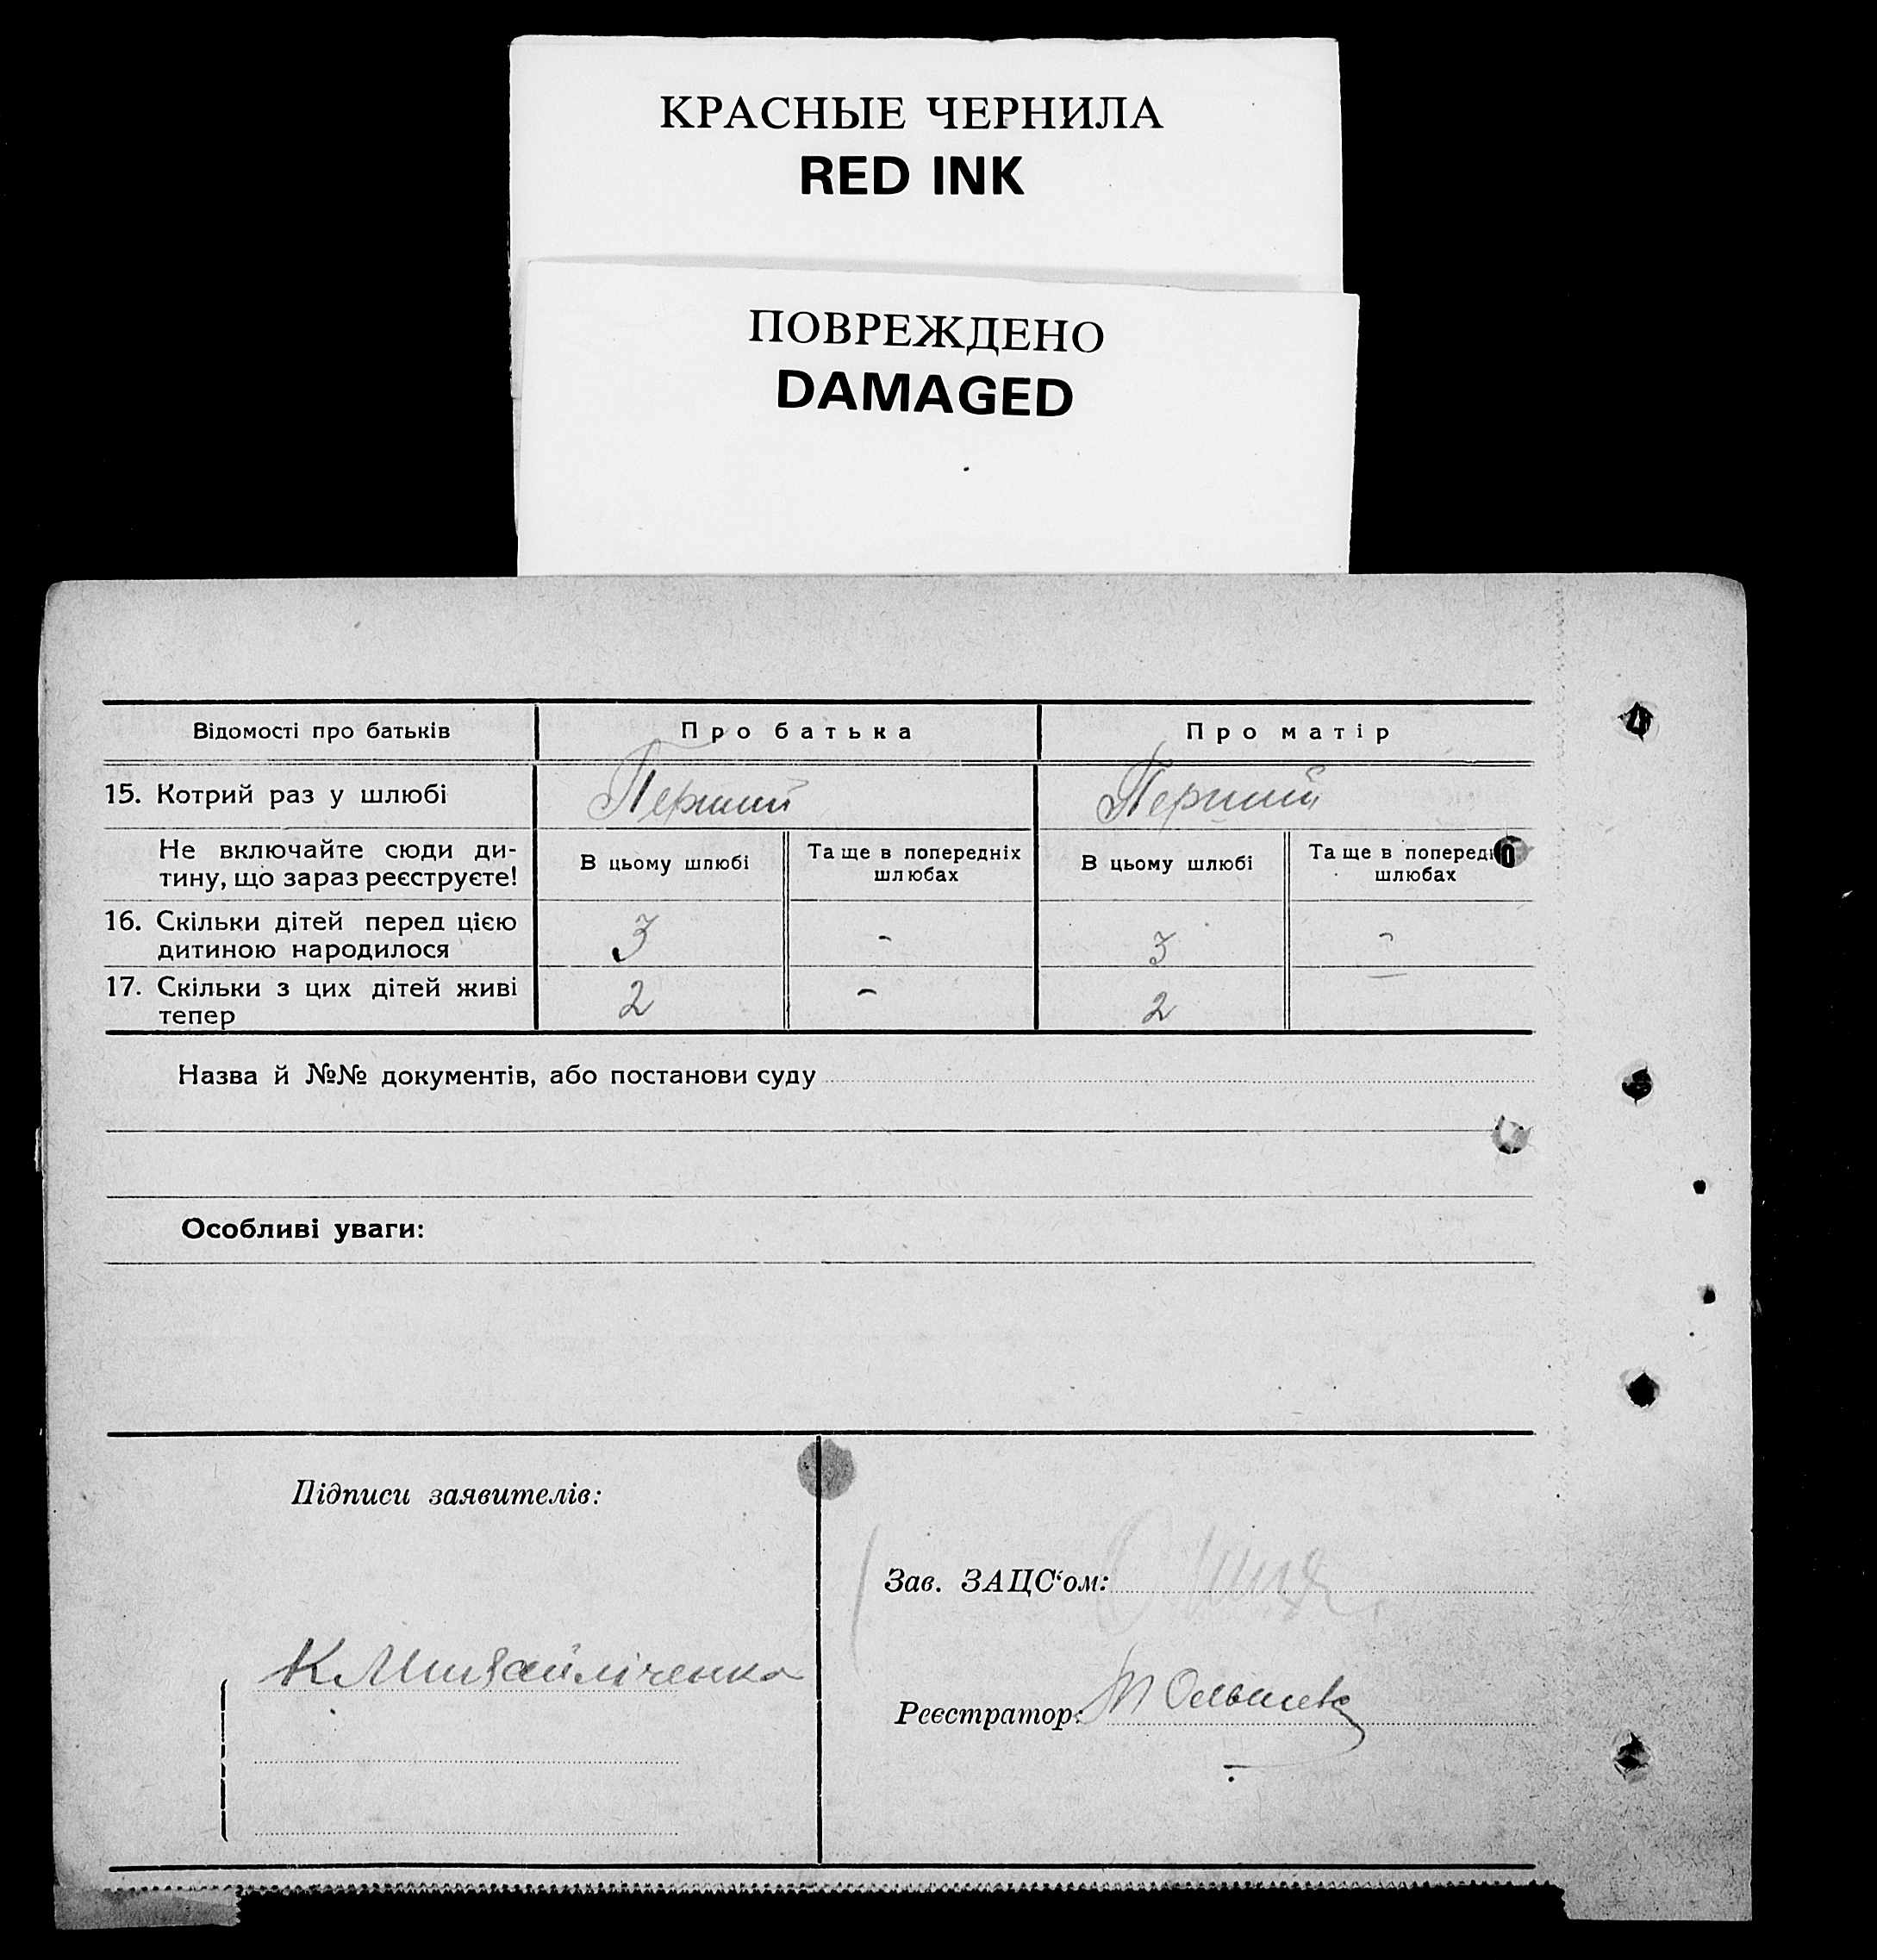 КРАСНЫЕ ЧЕРНИЛА
RED INK
ПОВРЕЖДЕНО
DAMAGED
Відомості про батьків Про батька Про матір
15. Котрий раз у шлюбі Перший Перший
Не включайте сюди ди-
тину, що зараз реєструєте!
В цьому шлюбі
Та ще в попередніх
шлюбах
В цьому шлюбі
Та ще в
шлюбах
16. Скільки дітей перед цією
дитиною народилося
3 - 3 -
17. Скільки з цих дітей живі
тепер
2 - 2
Назва й №№ документів, або постанови суду
Особливі уваги:
Підписи заявителів:
Зав. ЗАЦС'ом:
К Михайліченко
Реєстратор: